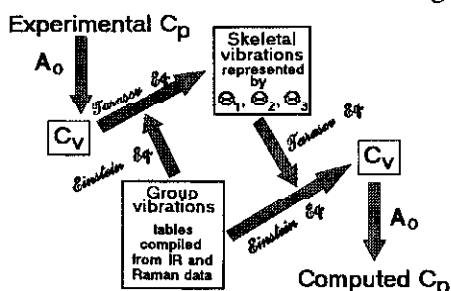 Experimental Cp
A0
Skeletal
vibrations
represented
by
Θ1, Θ2, Θ3
Tarasov Eq
Cv
Einstein Eq
Tarasov Eq
Cv
Group
vibrations
tables
compiled
from IR and
Raman data
Einstein Eq
A0
Computed Cp